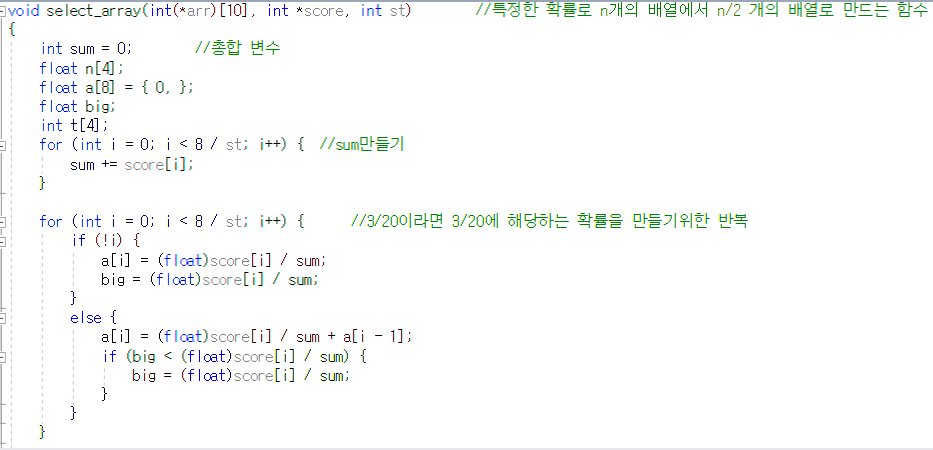 void select_array(int(*arr)[10], int *score, int st) //특정한 확률로 n개의 배열에서 n/2 개의 배열로 만드는 함수
{
int sum = 0; //총합 변수
float n[4];
float a[8] = { 0, };
float big;
int t[4];
for (int i = 0; i < 8 / st; i++) { //sum만들기
sum += score[i];
}
for (int i = 0; i < 8 / st; i++) { //3/20이라면 3/20에 해당하는 확률을 만들기위한 반복
if (!i) {
a[i] = (float)score[i] / sum;
big = (float)score[i] / sum;
}
else {
a[i] = (float)score[i] / sum + a[i - 1];
if (big < (float)score[i] / sum) {
big = (float)score[i] / sum;
}
}
}